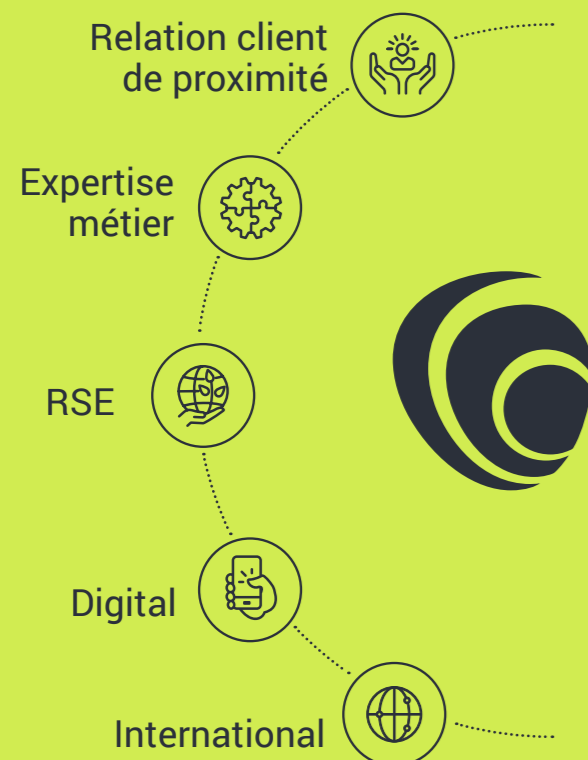 Relation client
de proximité
Expertise
métier
RSE
Digital
International